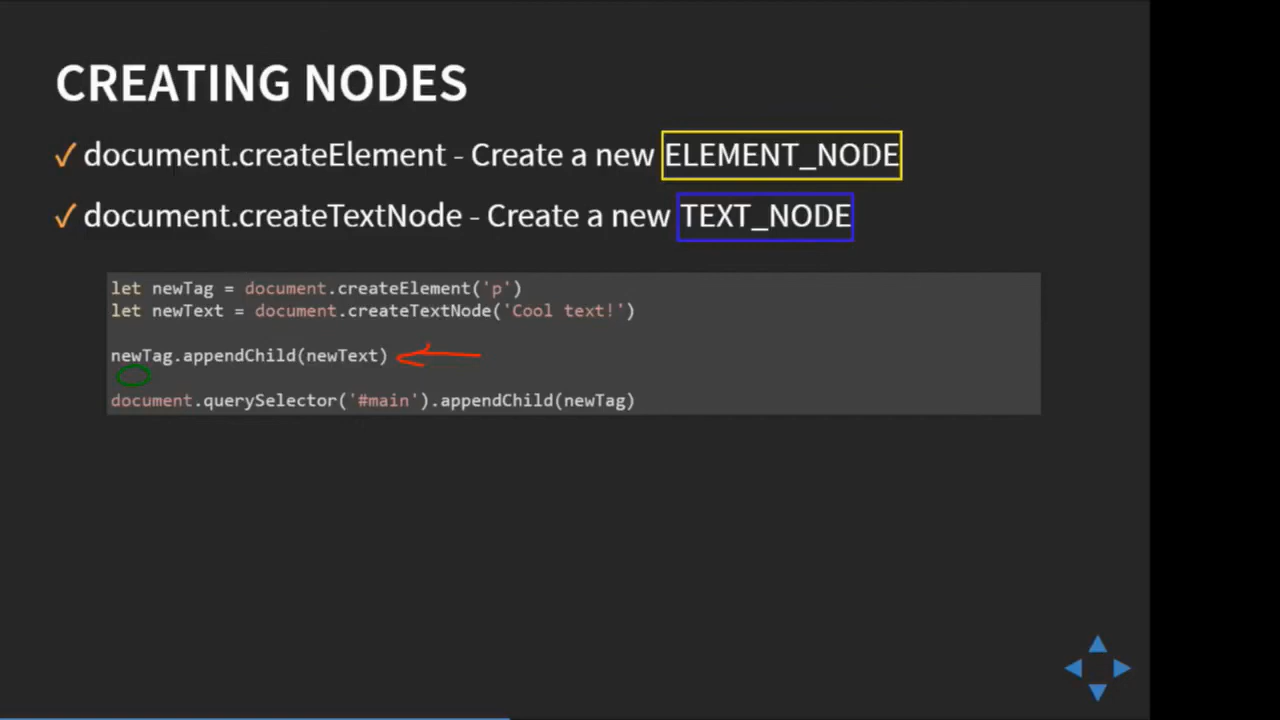 CREATING NODES
✓ document.createElement - Create a new ELEMENT_NODE
✓ document.createTextNode - Create a new TEXT_NODE
let newTag = document.createElement('p')
let newText = document.createTextNode('Cool text!')
newTag.appendChild(newText)
document.querySelector('#main').appendChild(newTag)